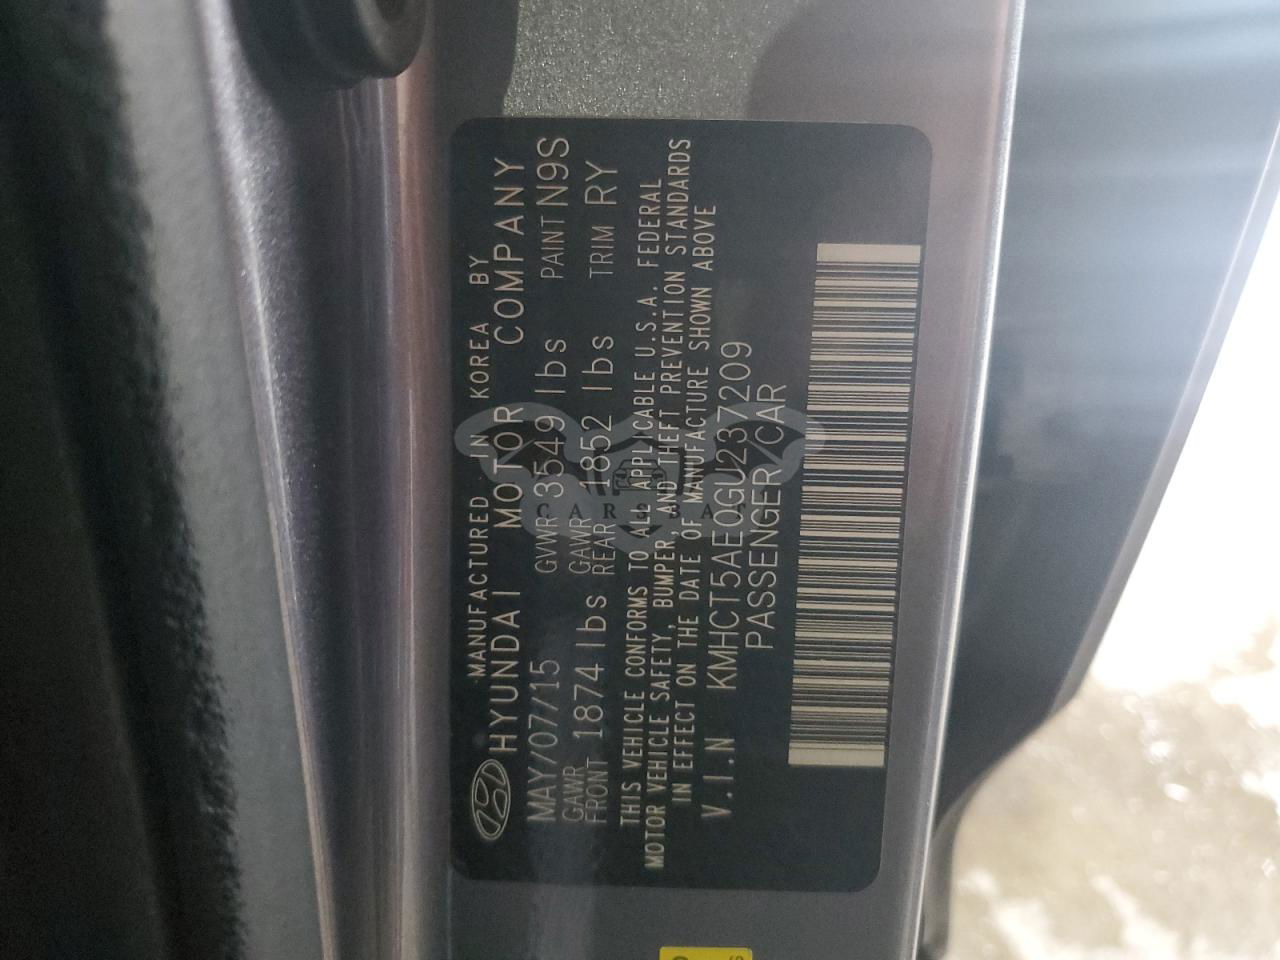 MANUFACTURED IN KOREA BY
HYUNDAI MOTOR COMPANY
MAY/07/15 GVWR 3549 lbs PAINT N9S
GAWR FRONT 1874 lbs GAWR REAR 1852 lbs TRIM RY
THIS VEHICLE CONFORMS TO ALL APPLICABLE U.S.A. FEDERAL
MOTOR VEHICLE SAFETY, BUMPER, AND THEFT PREVENTION STANDARDS
IN EFFECT ON THE DATE OF MANUFACTURE SHOWN ABOVE
V.I.N KMHCT5AE0GU237209
PASSENGER CAR
CARSBAT